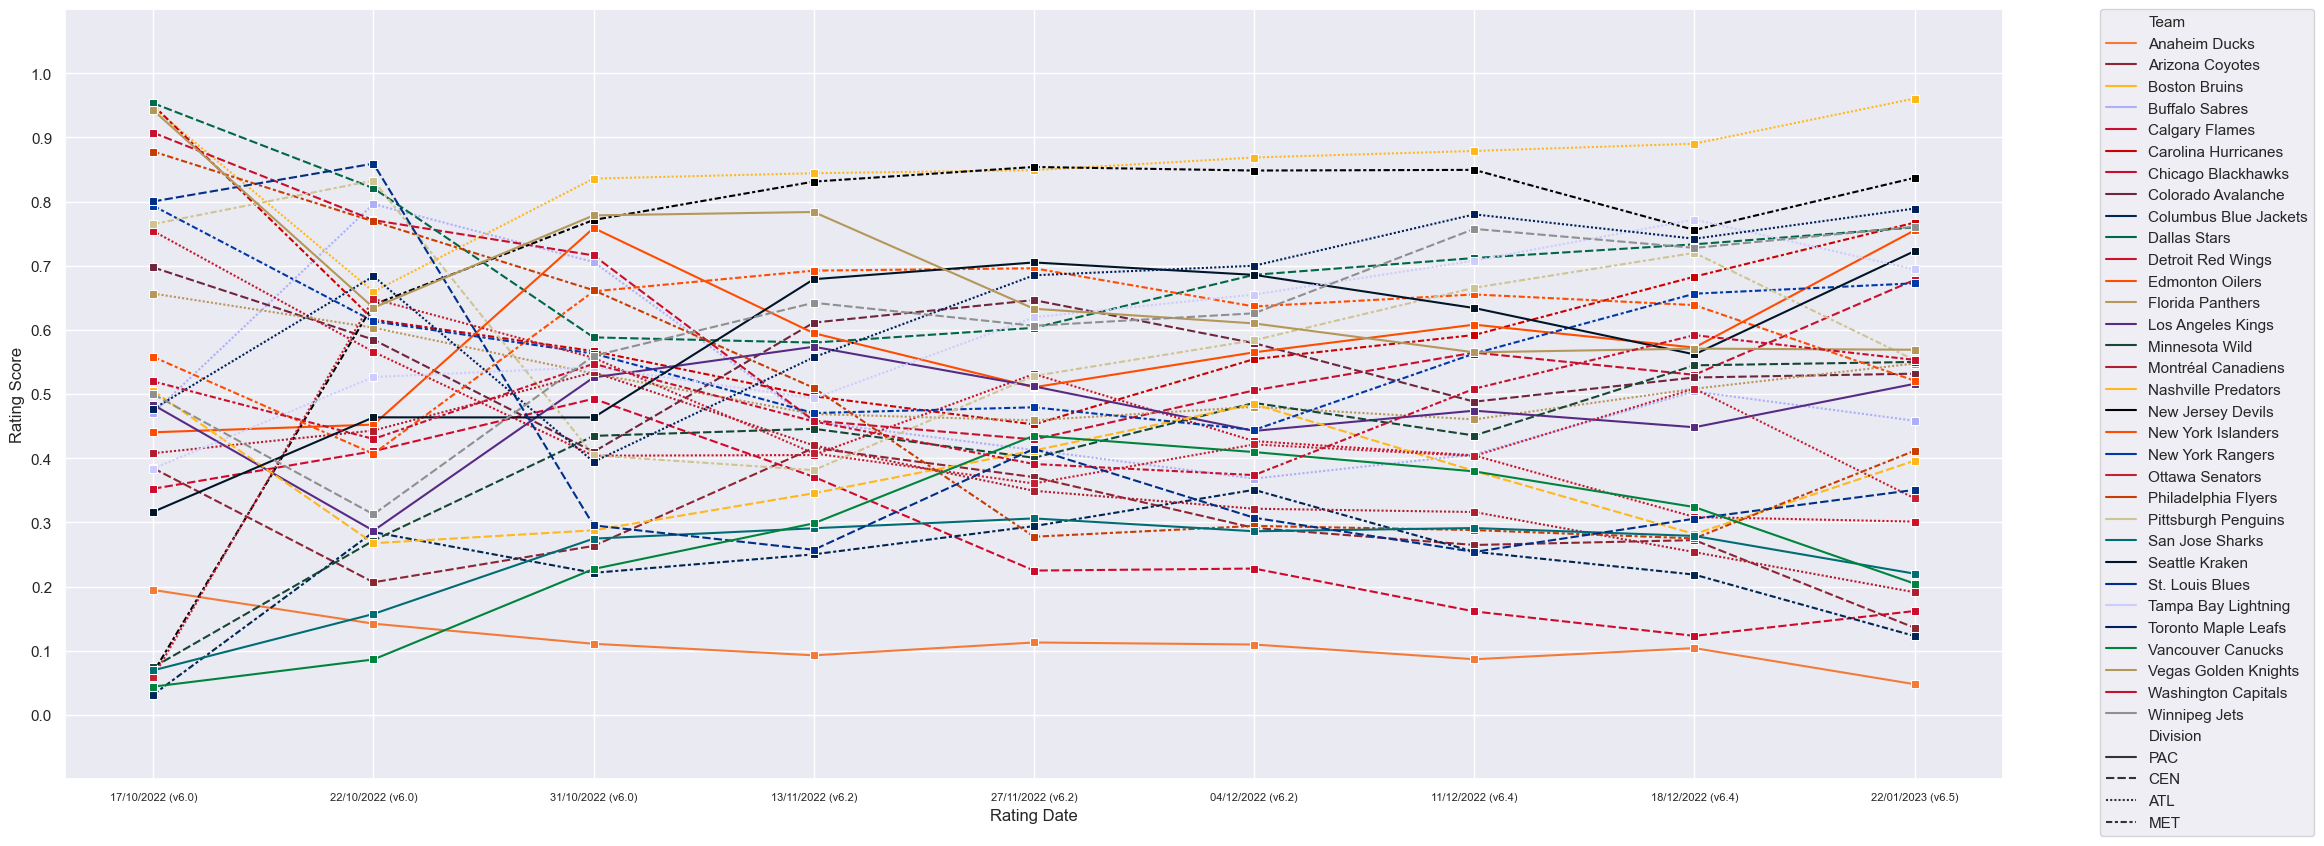 Rating Score
1.0
0.9
0.8
0.7
0.6
0.5
0.4
0.3
0.2
0.1
0.0
17/10/2022 (v6.0) 22/10/2022 (v6.0) 31/10/2022 (v6.0) 13/11/2022 (v6.2) 27/11/2022 (v6.2) 04/12/2022 (v6.2) 11/12/2022 (v6.4) 18/12/2022 (v6.4) 22/01/2023 (v6.5)
Rating Date
Team
Anaheim Ducks
Arizona Coyotes
Boston Bruins
Buffalo Sabres
Calgary Flames
Carolina Hurricanes
Chicago Blackhawks
Colorado Avalanche
Columbus Blue Jackets
Dallas Stars
Detroit Red Wings
Edmonton Oilers
Florida Panthers
Los Angeles Kings
Minnesota Wild
Montréal Canadiens
Nashville Predators
New Jersey Devils
New York Islanders
New York Rangers
Ottawa Senators
Philadelphia Flyers
Pittsburgh Penguins
San Jose Sharks
Seattle Kraken
St. Louis Blues
Tampa Bay Lightning
Toronto Maple Leafs
Vancouver Canucks
Vegas Golden Knights
Washington Capitals
Winnipeg Jets
Division
PAC
CEN
ATL
MET